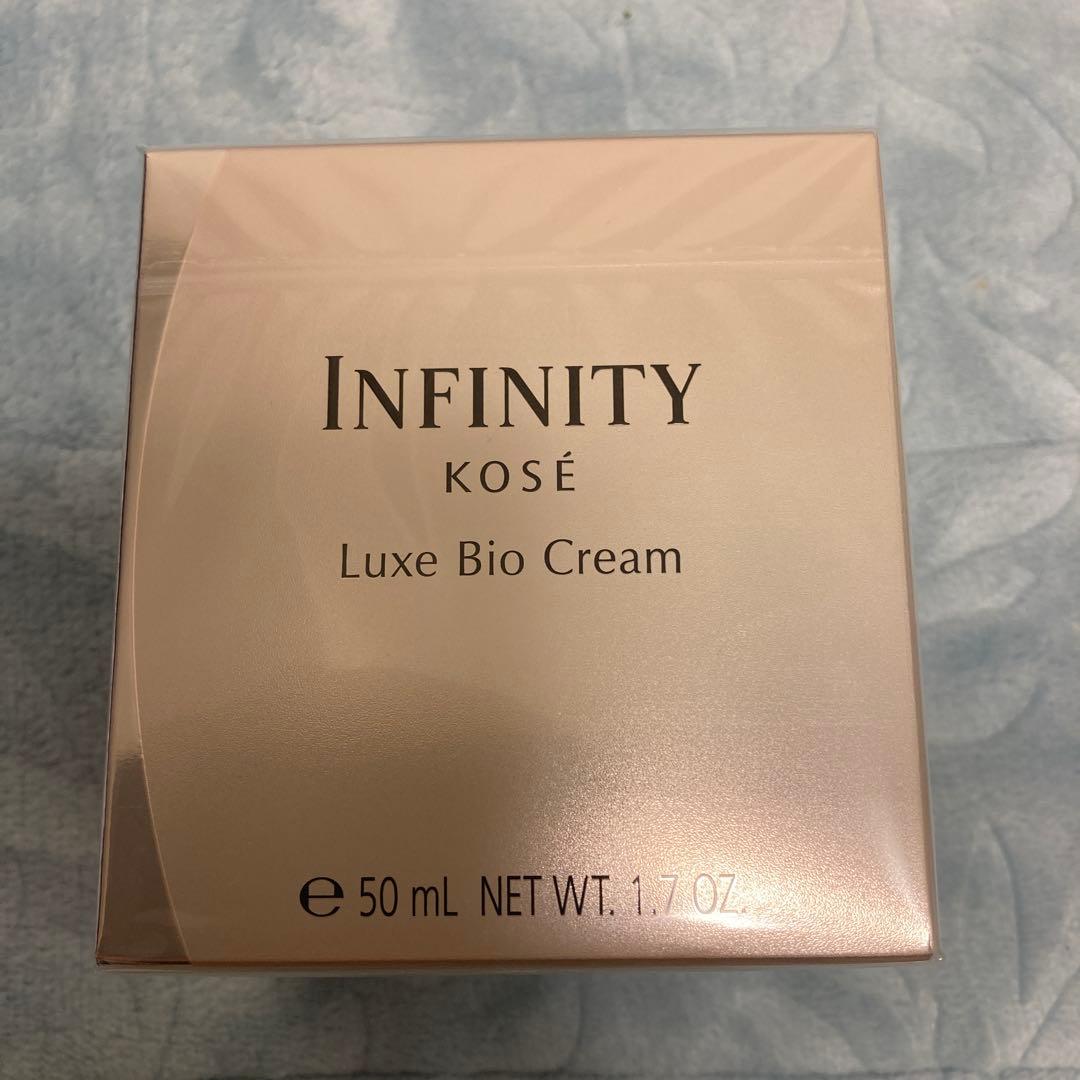 INFINITY
KOSÉ
Luxe Bio Cream
℮ 50 mL NET WT. 1.7 OZ.